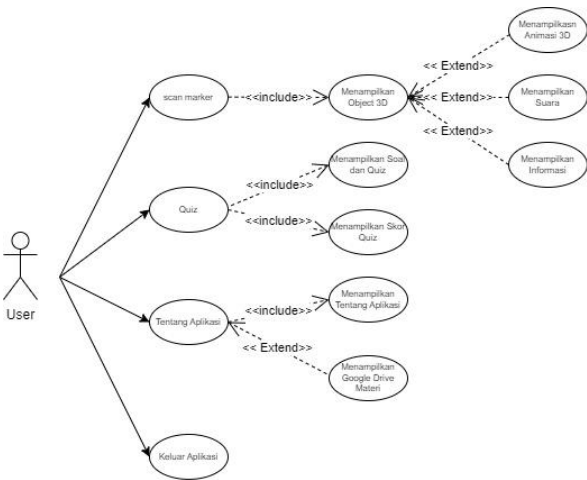 Menampilkasn
Animasi 3D
<< Extend>>
scan marker
<<include>>
Menampilkan
Object 3D
<< Extend>>
Menampilkan
Suara
<< Extend>>
Menampilkan
Informasi
Menampilkan Soal
dan Quiz
<<include>>
Quiz
<<include>>
Menampilkan Skor
Quiz
User
Tentang Aplikasi
<<include>>
Menampilkan
Tentang Aplikasi
<< Extend>>
Menampilkan
Google Drive
Materi
Keluar Aplikasi